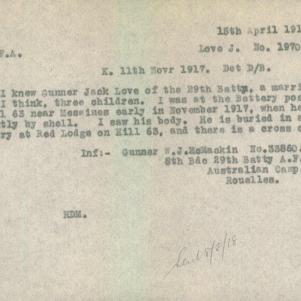 15th April 191
F.A.
Love J. No. 1970
K. 11th Novr 1917. Det D/B.
I knew Gunner Jack Love of the 29th Batty, a marri
I think, three children. I was at the Battery pos
l 63 near Messines early in November 1917, when he
tly by shell. I saw his body. He is buried in a
ry at Red Lodge on Hill 63, and there is a cross o
Inf:- Gunner W.J.McMackin No.33860.
8th Bde 29th Batty A.F.
Australian Camp
Rouelles.
HDM.